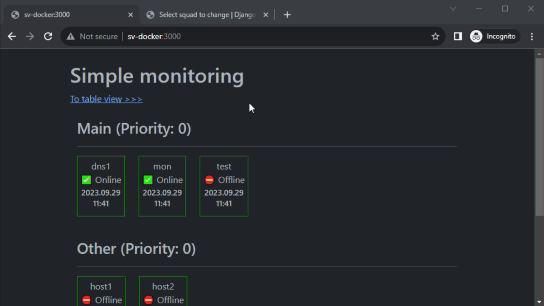 sv-docker:3000
Select squad to change | Django
Not secure
sv-docker:3000
Incognito
Simple monitoring
To table view >>>
Main (Priority: 0)
dns1
Online
2023.09.29
11:41
mon
Online
2023.09.29
11:41
test
Offline
2023.09.29
11:41
Other (Priority: 0)
host1
Offline
host2
Offline